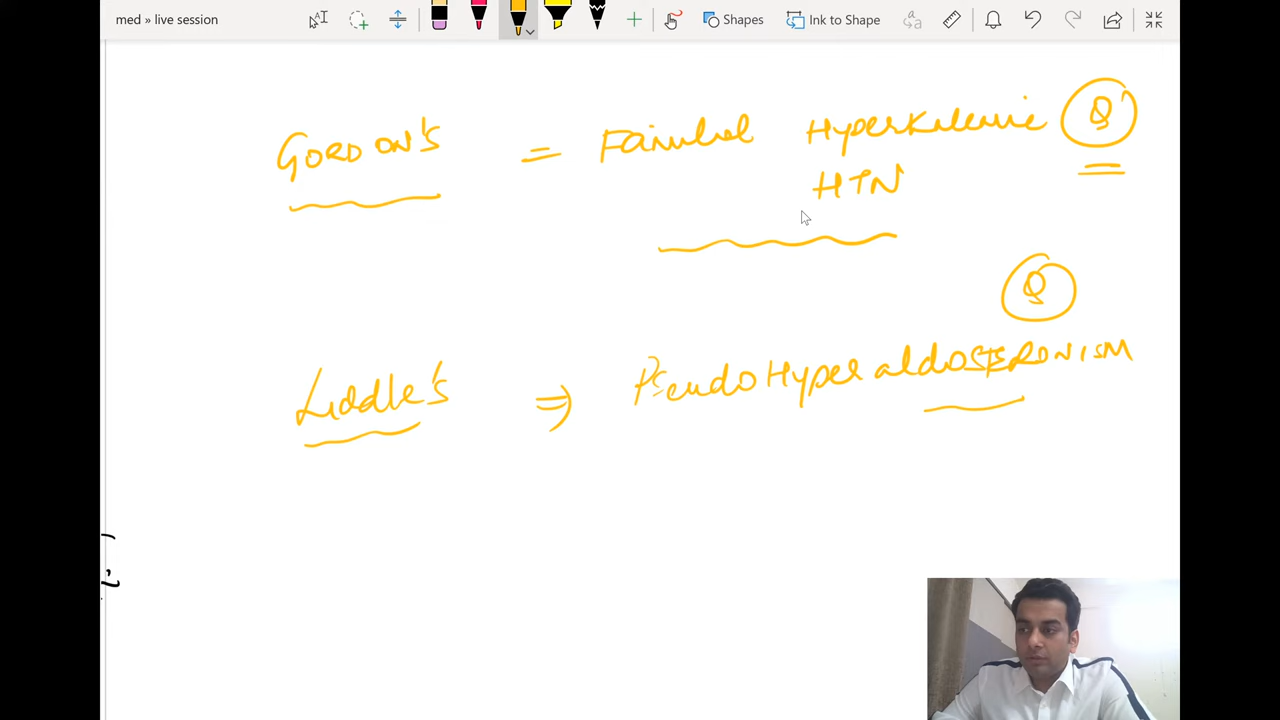 med » live session
Shapes
Ink to Shape
GORDON'S = Familial Hyperkalemic Q
HTN
Q
Liddle's ⇒ PseudoHyperaldOSTERONISM